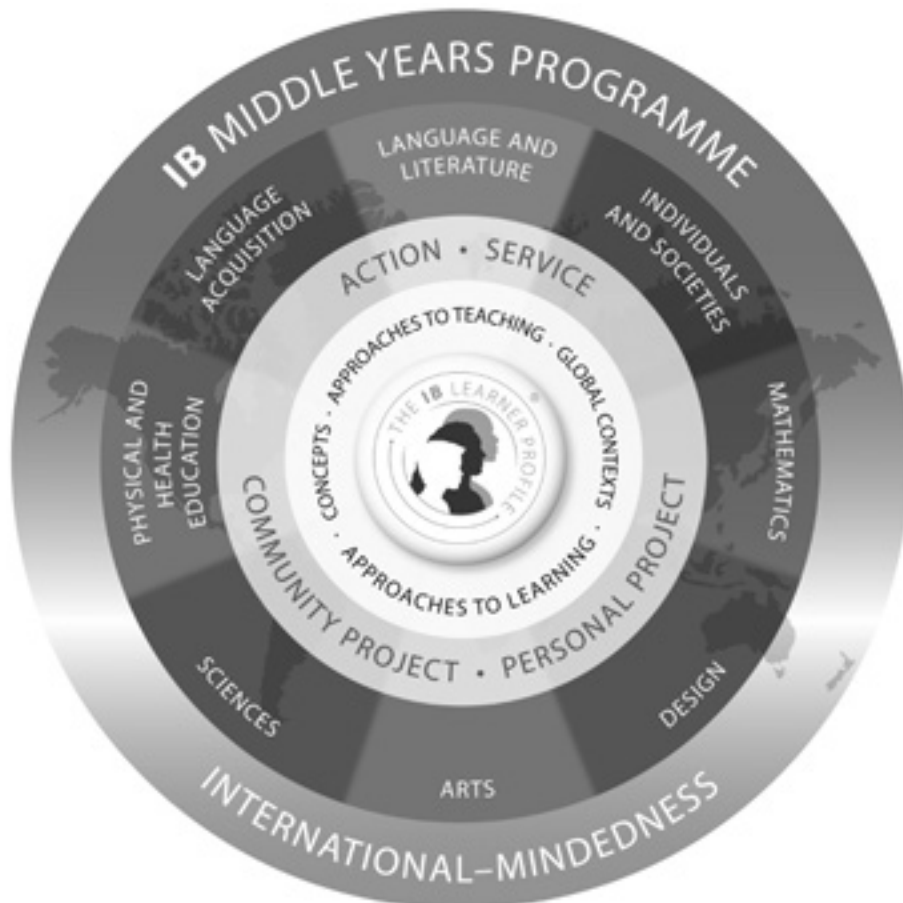 IB MIDDLE YEARS PROGRAMME
LANGUAGE AND
LITERATURE
INDIVIDUALS
AND SOCIETIES
MATHEMATICS
DESIGN
ARTS
SCIENCES
PHYSICAL AND
HEALTH
EDUCATION
LANGUAGE
ACQUISITION
ACTION • SERVICE
PERSONAL PROJECT •
COMMUNITY PROJECT
APPROACHES TO TEACHING · GLOBAL CONTEXTS ·
APPROACHES TO LEARNING · CONCEPTS ·
THE IB LEARNER PROFILE ®
INTERNATIONAL–MINDEDNESS